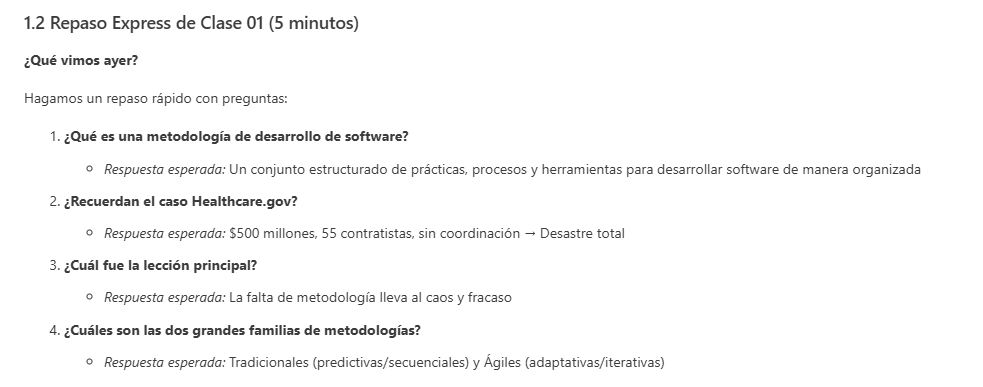 1.2 Repaso Express de Clase 01 (5 minutos)
¿Qué vimos ayer?
Hagamos un repaso rápido con preguntas:
1. ¿Qué es una metodología de desarrollo de software?
Respuesta esperada: Un conjunto estructurado de prácticas, procesos y herramientas para desarrollar software de manera organizada
2. ¿Recuerdan el caso Healthcare.gov?
Respuesta esperada: $500 millones, 55 contratistas, sin coordinación → Desastre total
3. ¿Cuál fue la lección principal?
Respuesta esperada: La falta de metodología lleva al caos y fracaso
4. ¿Cuáles son las dos grandes familias de metodologías?
Respuesta esperada: Tradicionales (predictivas/secuenciales) y Ágiles (adaptativas/iterativas)